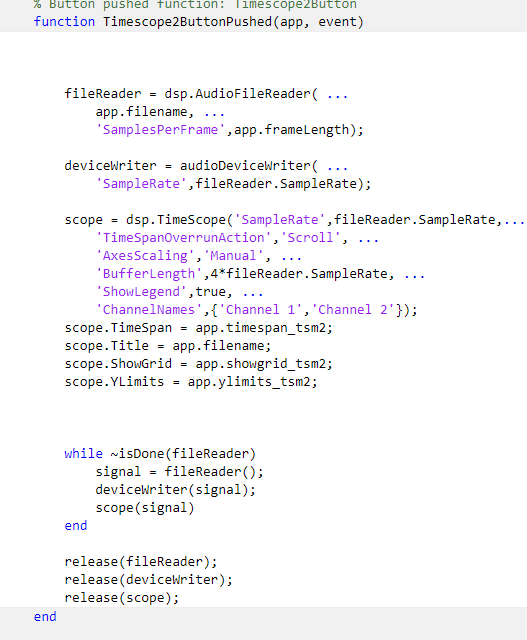 % Button pushed function: Timescope2Button
function Timescope2ButtonPushed(app, event)
fileReader = dsp.AudioFileReader( ...
app.filename, ...
'SamplesPerFrame',app.frameLength);
deviceWriter = audioDeviceWriter( ...
'SampleRate',fileReader.SampleRate);
scope = dsp.TimeScope('SampleRate',fileReader.SampleRate,...
'TimeSpanOverrunAction','Scroll', ...
'AxesScaling','Manual', ...
'BufferLength',4*fileReader.SampleRate, ...
'ShowLegend',true, ...
'ChannelNames',{'Channel 1','Channel 2'});
scope.TimeSpan = app.timespan_tsm2;
scope.Title = app.filename;
scope.ShowGrid = app.showgrid_tsm2;
scope.YLimits = app.ylimits_tsm2;
while ~isDone(fileReader)
signal = fileReader();
deviceWriter(signal);
scope(signal)
end
release(fileReader);
release(deviceWriter);
release(scope);
end